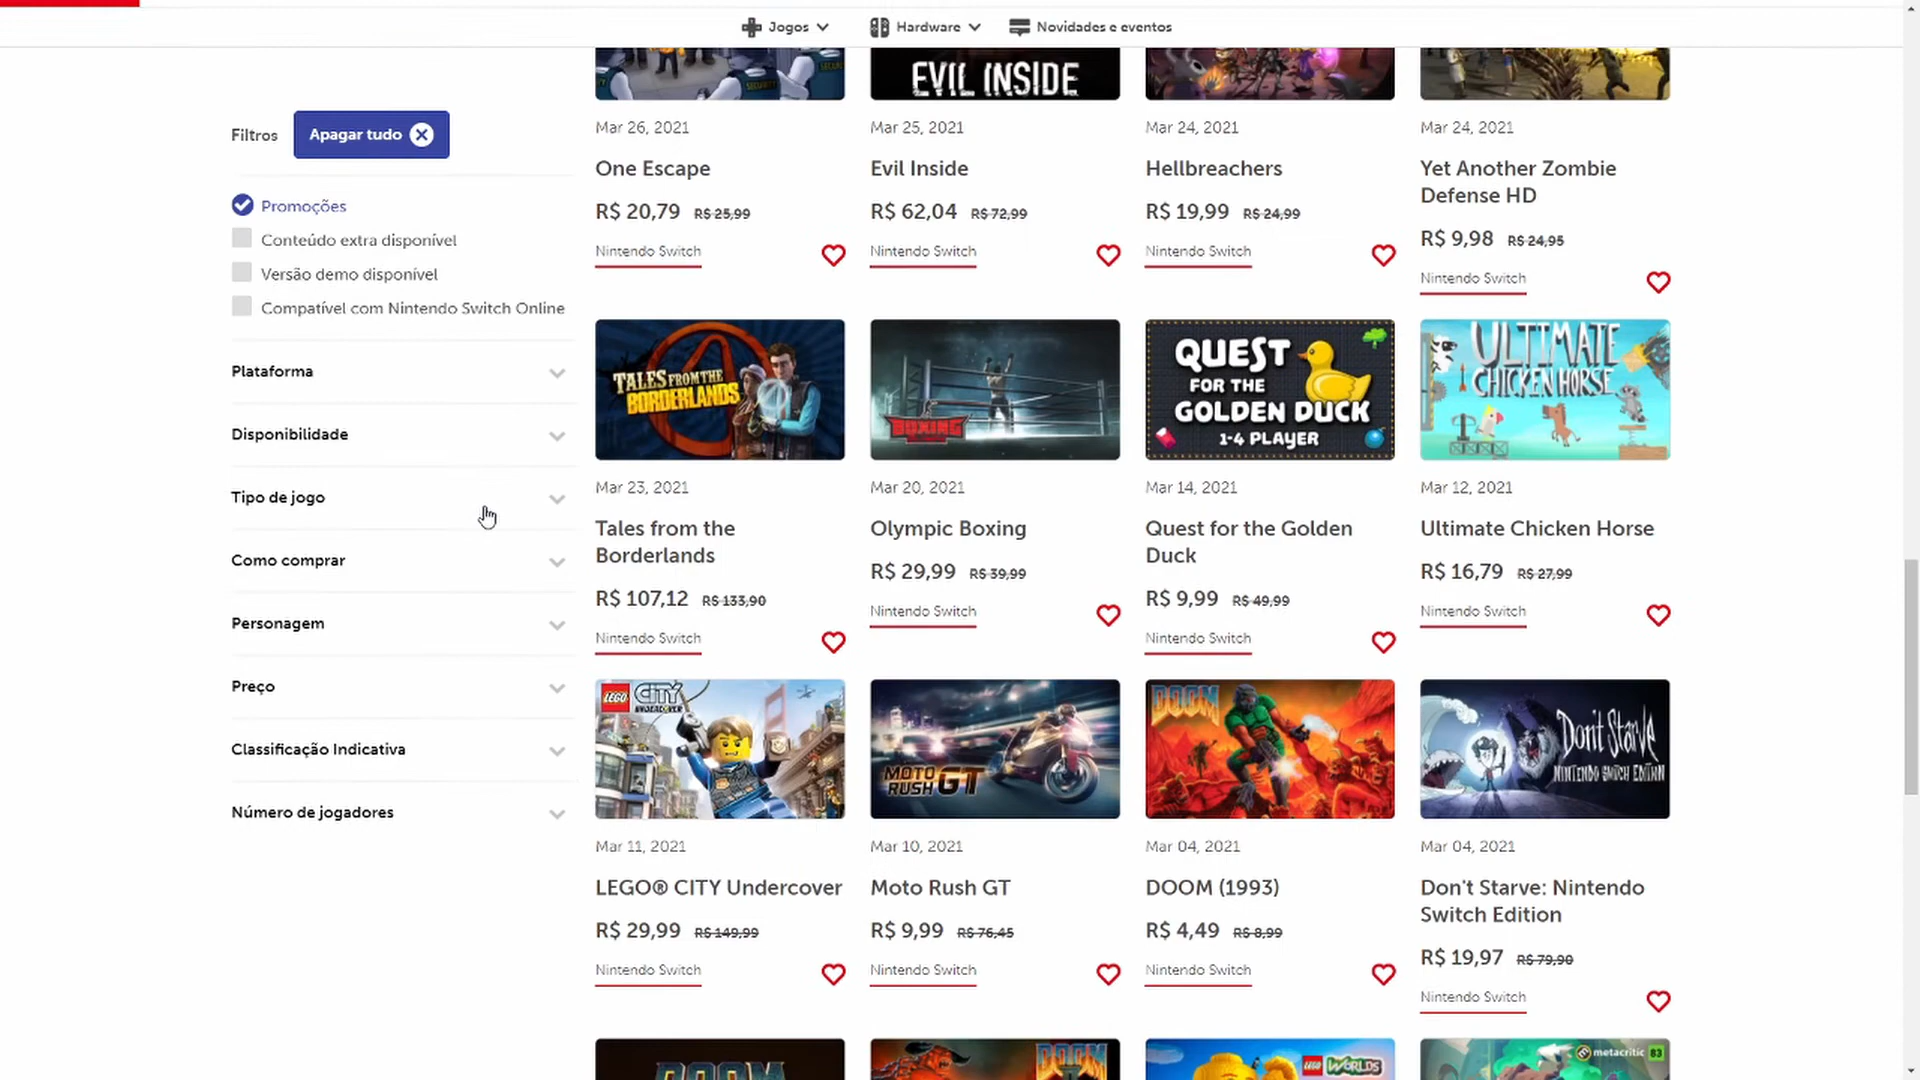 Jogos
Hardware
Novidades e eventos
Filtros
Apagar tudo
Promoções
Conteúdo extra disponível
Versão demo disponível
Compatível com Nintendo Switch Online
Plataforma
Disponibilidade
Tipo de jogo
Como comprar
Personagem
Preço
Classificação Indicativa
Número de jogadores
SECURITY
EVIL INSIDE
Mar 26, 2021
One Escape
R$ 20,79 R$ 25,99
Nintendo Switch
Mar 25, 2021
Evil Inside
R$ 62,04 R$ 72,99
Nintendo Switch
Mar 24, 2021
Hellbreachers
R$ 19,99 R$ 24,99
Nintendo Switch
Mar 24, 2021
Yet Another Zombie
Defense HD
R$ 9,98 R$ 24,95
Nintendo Switch
TALES FROM THE
BORDERLANDS
Mar 23, 2021
Tales from the
Borderlands
R$ 107,12 R$ 133,90
Nintendo Switch
BOXING
Mar 20, 2021
Olympic Boxing
R$ 29,99 R$ 39,99
Nintendo Switch
QUEST
FOR THE
GOLDEN DUCK
1-4 PLAYER
Mar 14, 2021
Quest for the Golden
Duck
R$ 9,99 R$ 49,99
Nintendo Switch
ULTIMATE
CHICKEN HORSE
Mar 12, 2021
Ultimate Chicken Horse
R$ 16,79 R$ 27,99
Nintendo Switch
LEGO CITY
UNDERCOVER
Mar 11, 2021
LEGO® CITY Undercover
R$ 29,99 R$ 149,99
Nintendo Switch
MOTO
RUSH GT
Mar 10, 2021
Moto Rush GT
R$ 9,99 R$ 76,45
Nintendo Switch
DOOM
Mar 04, 2021
DOOM (1993)
R$ 4,49 R$ 8,99
Nintendo Switch
Don't Starve
NINTENDO SWITCH EDITION
Mar 04, 2021
Don't Starve: Nintendo
Switch Edition
R$ 19,97 R$ 79,90
Nintendo Switch
DOOM
DOOM
LEGO WORLDS
metacritic 83